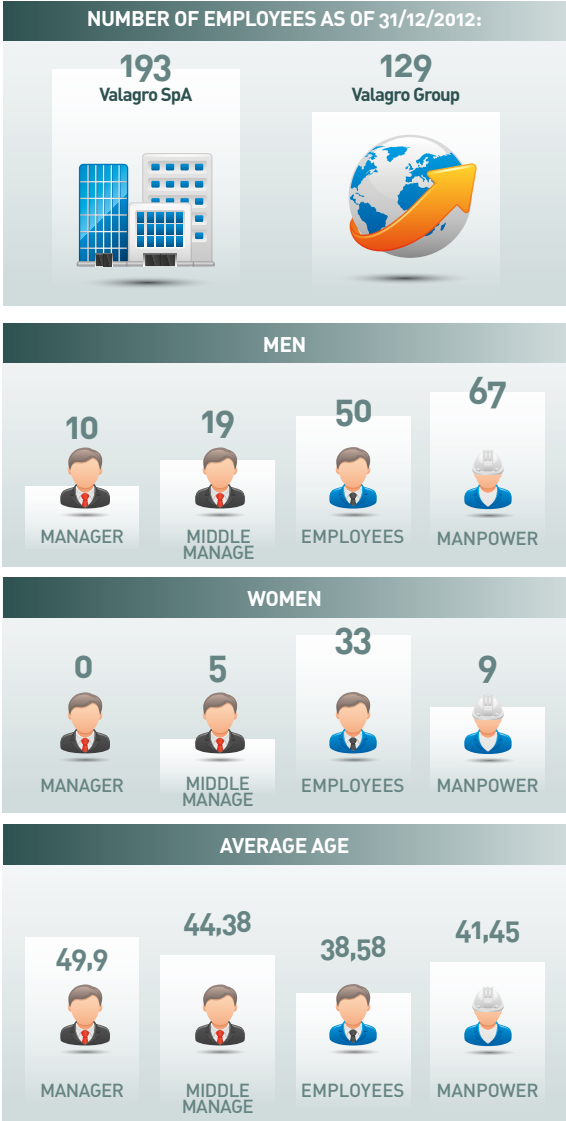 NUMBER OF EMPLOYEES AS OF 31/12/2012:
193
Valagro SpA
129
Valagro Group
MEN
10
MANAGER
19
MIDDLE
MANAGE
50
EMPLOYEES
67
MANPOWER
WOMEN
0
MANAGER
5
MIDDLE
MANAGE
33
EMPLOYEES
9
MANPOWER
AVERAGE AGE
49,9
MANAGER
44,38
MIDDLE
MANAGE
38,58
EMPLOYEES
41,45
MANPOWER